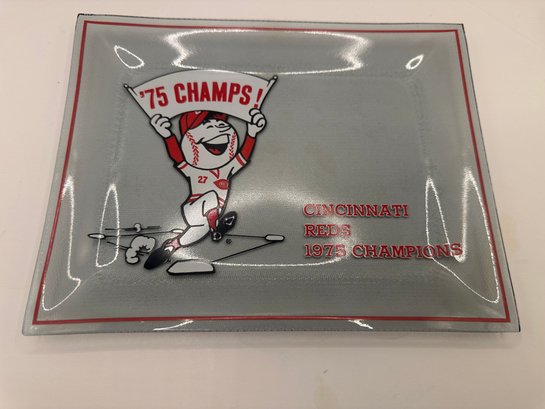 '75 CHAMPS!
27
CINCINNATI
REDS
1975 CHAMPIONS
®